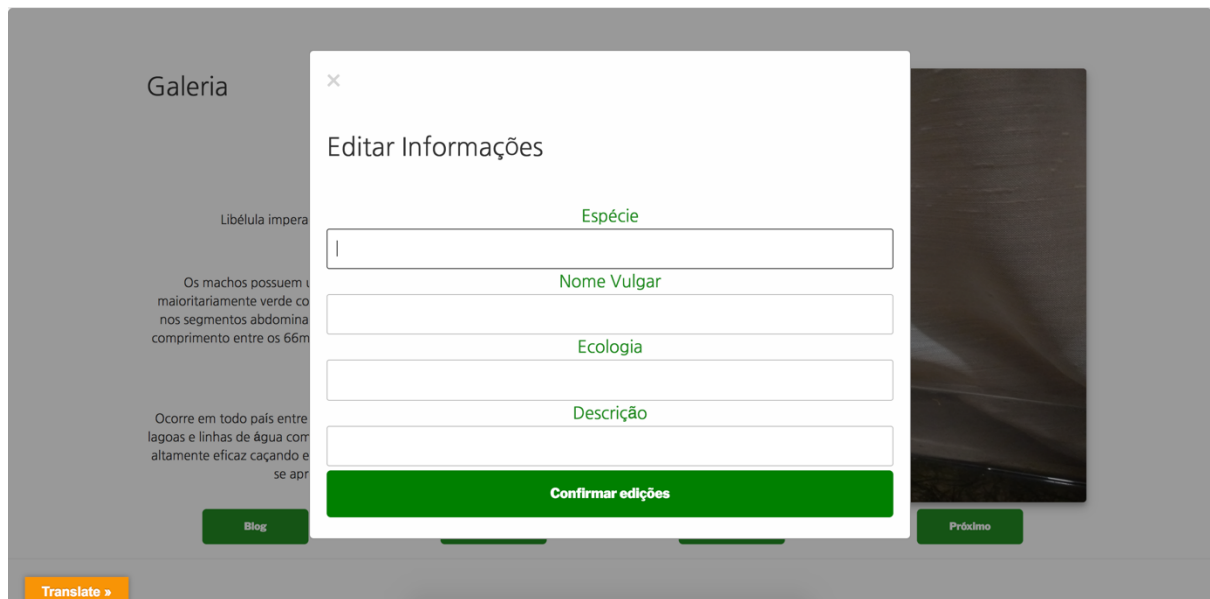 Galeria
×
Editar Informações
Libélula impera
Espécie
Os machos possuem
maioritariamente verde co
nos segmentos abdomina
comprimento entre os 66m
Nome Vulgar
Ecologia
Ocorre em todo país entre
lagoas e linhas de água com
altamente eficaz caçando e
se apr
Descrição
Confirmar edições
Blog
Próximo
Translate »